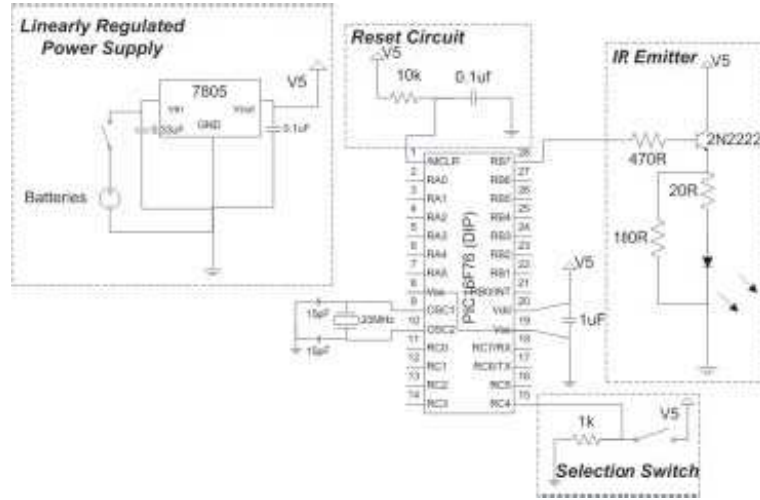 Linearly Regulated
Power Supply
7805
Vin
Vout
GND
0.33uF
0.1uF
V5
Batteries
Reset Circuit
V5
10k
0.1uf
IR Emitter
V5
2N2222
470R
20R
180R
PIC16F76 (DIP)
1 MCLR
2 RA0
3 RA1
4 RA2
5 RA3
6 RA4
7 RA5
8 Vss
9 OSC1
10 OSC2
11 RC0
12 RC1
13 RC2
14 RC3
28 RB7
27 RB6
26 RB5
25 RB4
24 RB3
23 RB2
22 RB1
21 RB0/INT
20 Vdd
19 Vss
18 RC7/RX
17 RC6/TX
16 RC5
15 RC4
15pF
20MHz
15pF
V5
1uF
1k
V5
Selection Switch